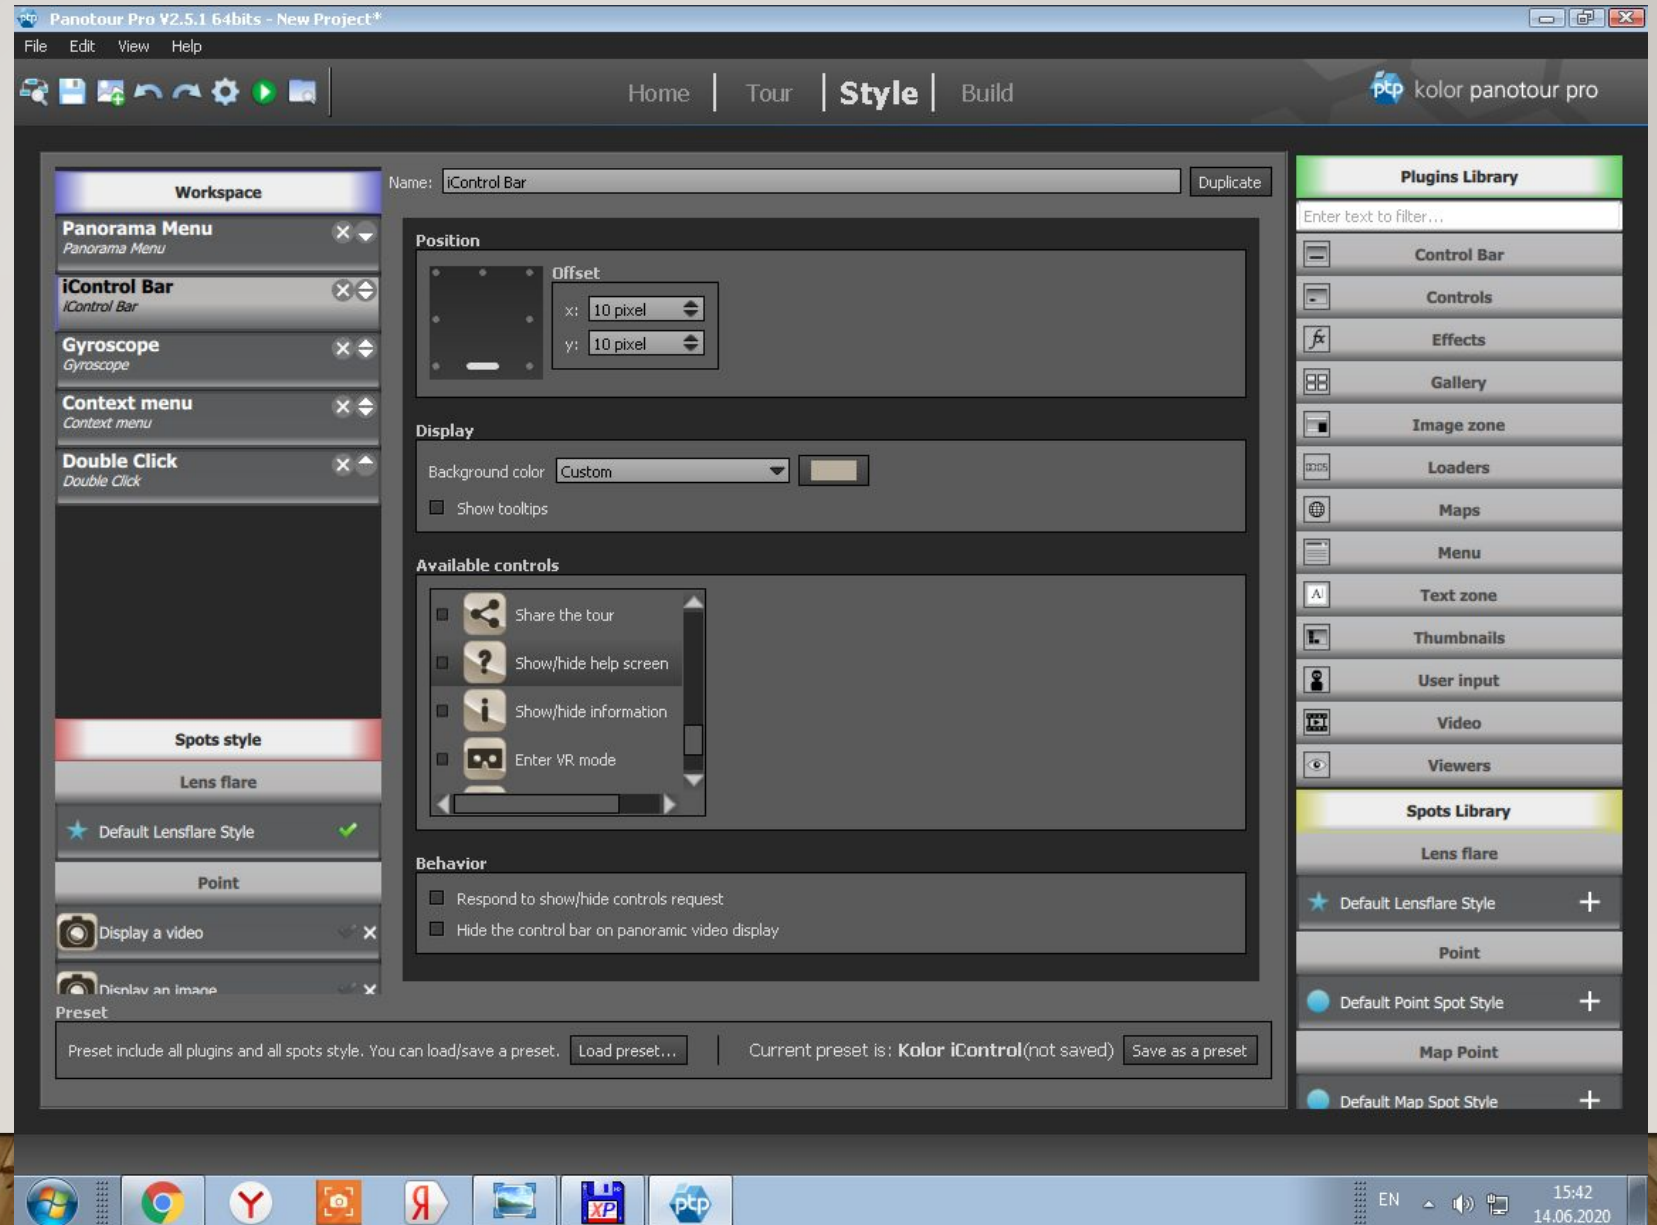 Panotour Pro V2.5.1 64bits - New Project*
File Edit View Help
Home Tour Style Build
ptp kolor panotour pro
Workspace
Panorama Menu
Panorama Menu
iControl Bar
iControl Bar
Gyroscope
Gyroscope
Context menu
Context menu
Double Click
Double Click
Spots style
Lens flare
Default Lensflare Style
Point
Display a video
Display an image
Name: iControl Bar Duplicate
Position
Offset
x: 10 pixel
y: 10 pixel
Display
Background color Custom
Show tooltips
Available controls
Share the tour
Show/hide help screen
Show/hide information
Enter VR mode
Behavior
Respond to show/hide controls request
Hide the control bar on panoramic video display
Preset
Preset include all plugins and all spots style. You can load/save a preset. Load preset... Current preset is: Kolor iControl(not saved) Save as a preset
Plugins Library
Enter text to filter...
Control Bar
Controls
Effects
Gallery
Image zone
Loaders
Maps
Menu
Text zone
Thumbnails
User input
Video
Viewers
Spots Library
Lens flare
Default Lensflare Style
Point
Default Point Spot Style
Map Point
Default Map Spot Style
Y Я XP ptp EN 15:42
14.06.2020